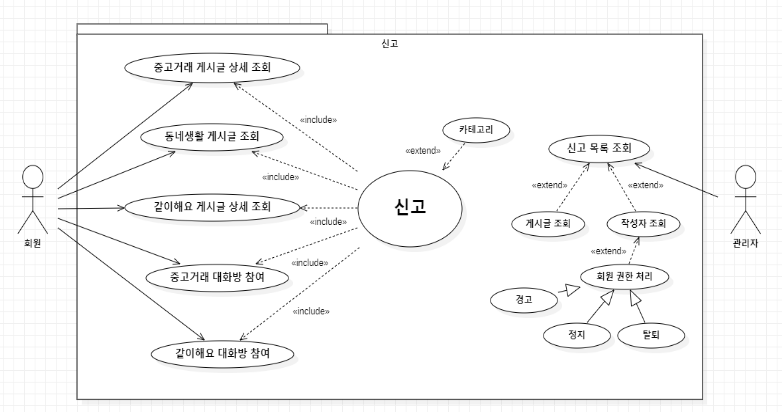 신고
중고거래 게시글 상세 조회
«include»
카테고리
동네생활 게시글 조회
«extend»
신고 목록 조회
«include»
«extend»
«extend»
같이해요 게시글 상세 조회
신고
«include»
게시글 조회
작성자 조회
회원
관리자
«extend»
«include»
중고거래 대화방 참여
회원 권한 처리
경고
«include»
정지
탈퇴
같이해요 대화방 참여